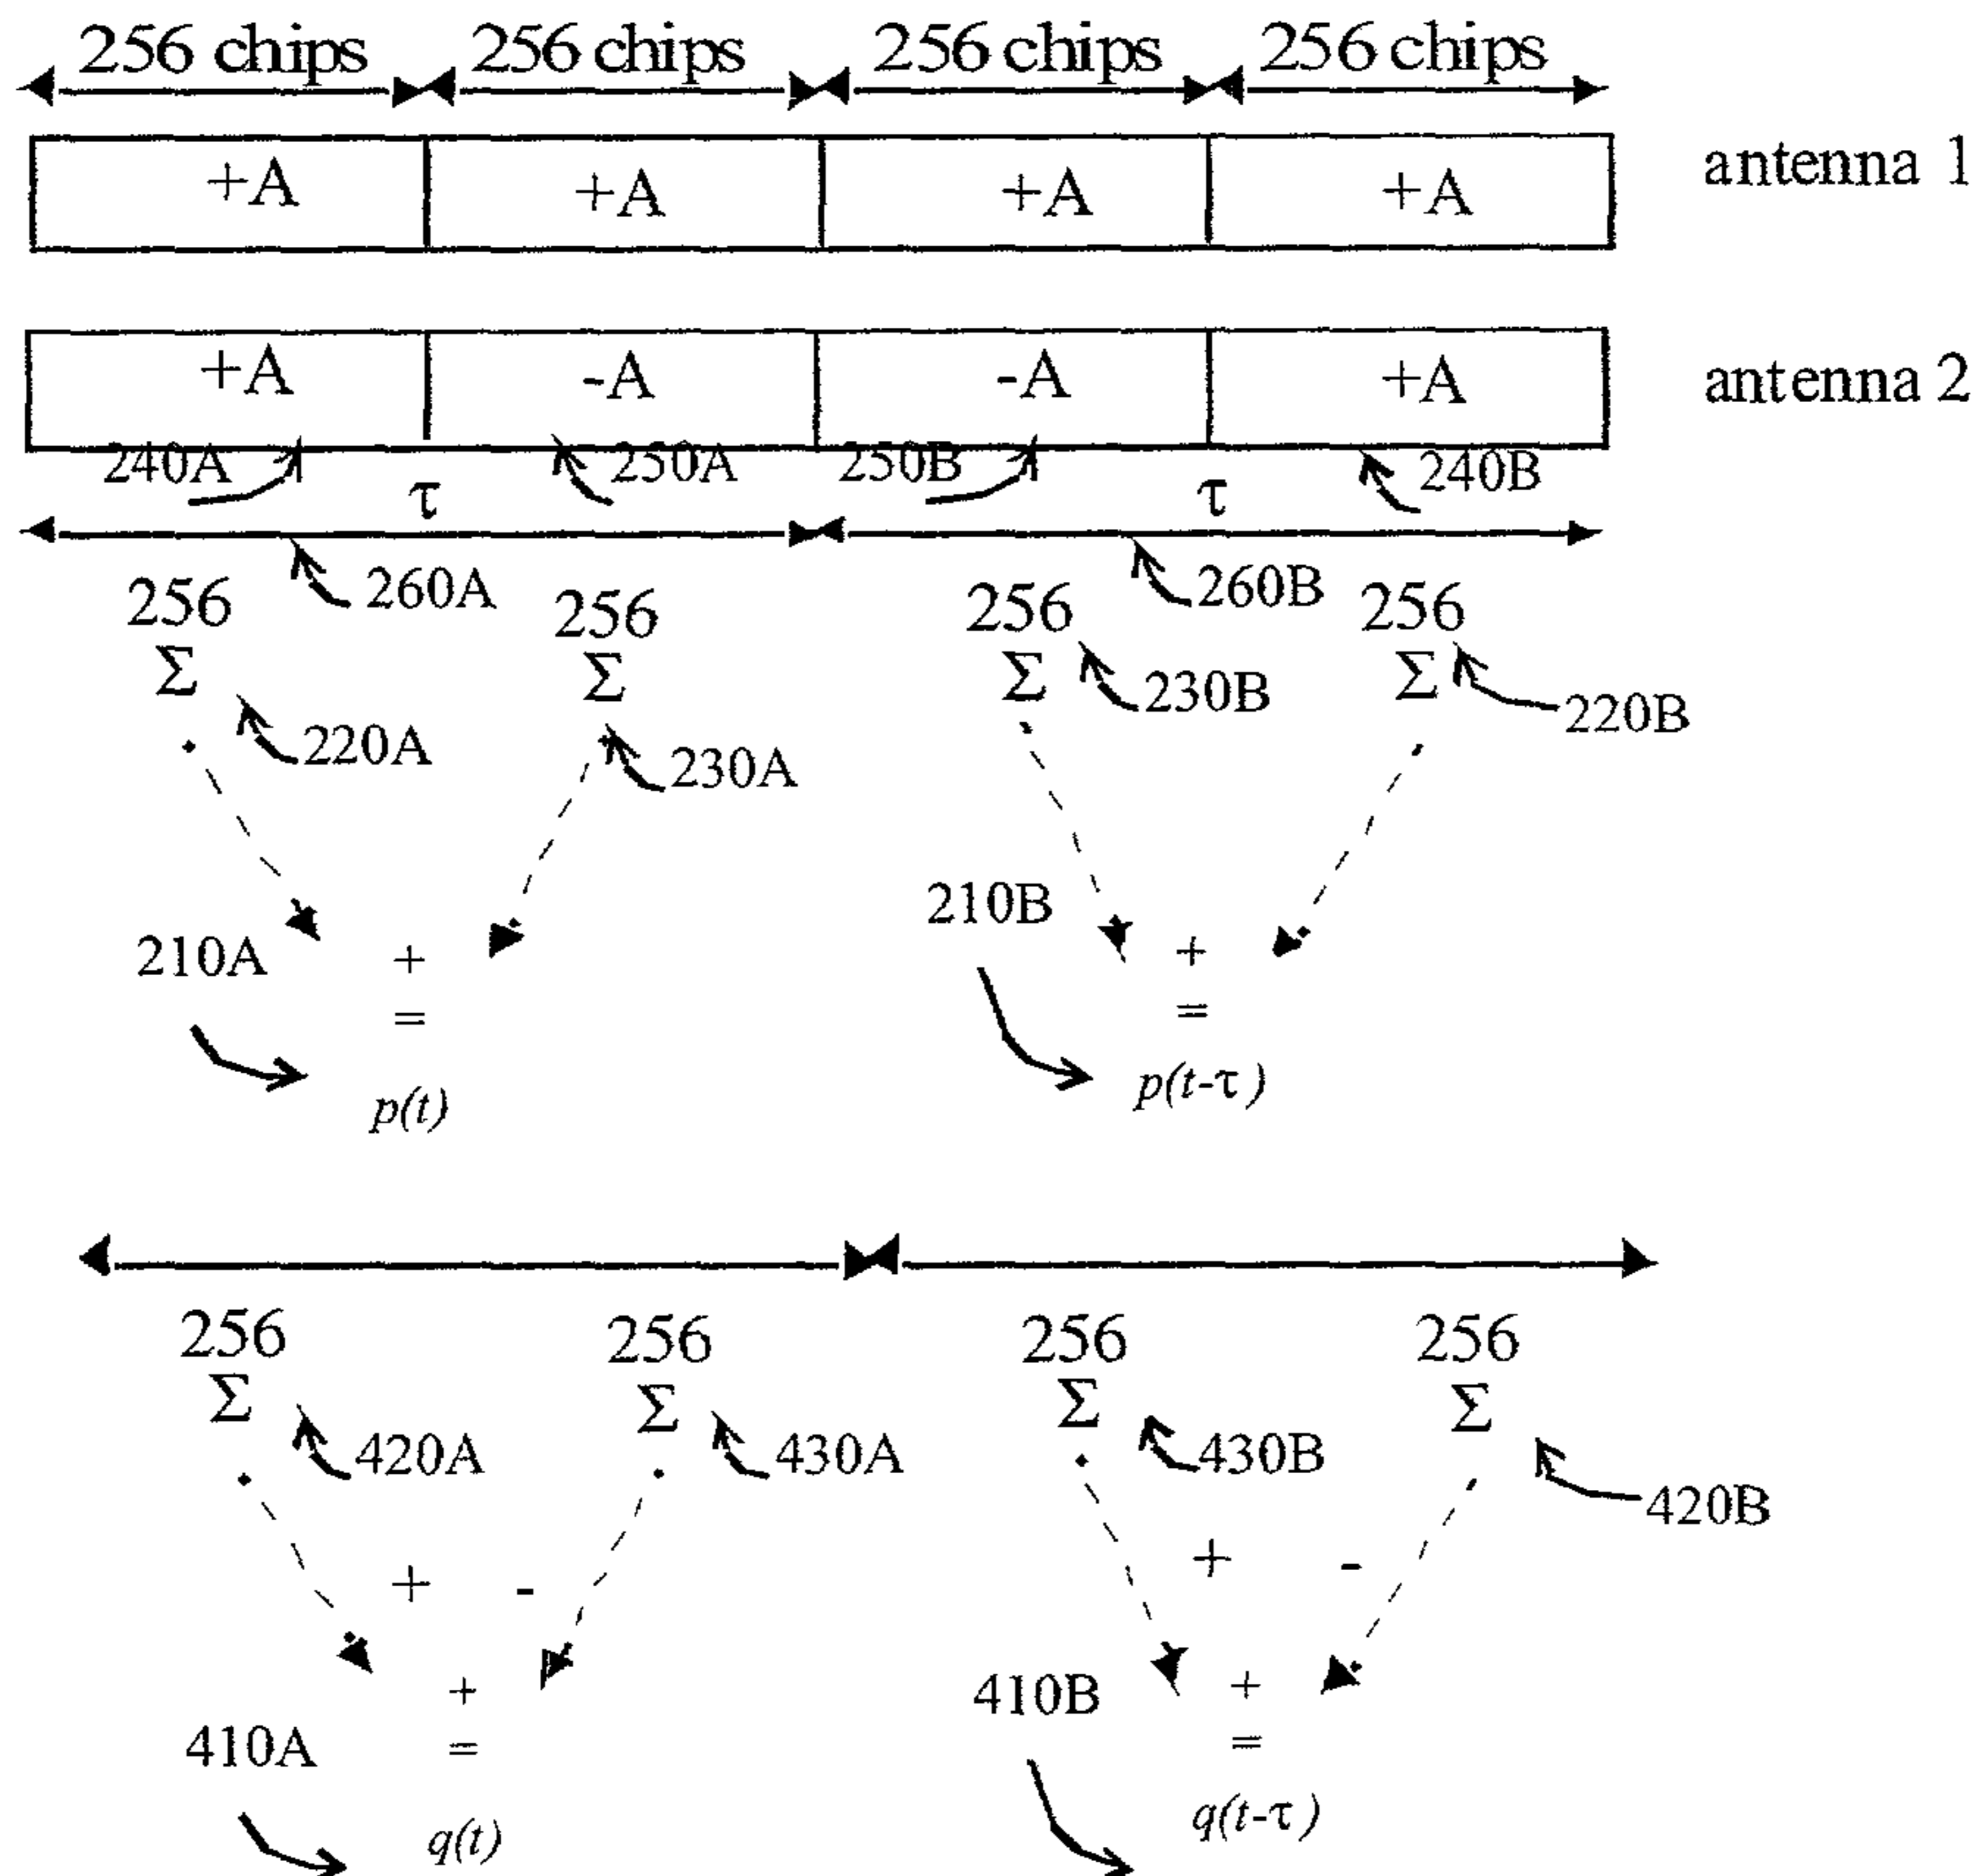 256 chips 256 chips 256 chips 256 chips
+A +A +A +A antenna 1
+A -A -A +A antenna 2
240A 250A 250B 240B
τ τ
260A 260B
256 256 256 256
Σ Σ Σ Σ
220A 230A 230B 220B
210A + 210B +
= =
p(t) p(t-τ)
256 256 256 256
Σ Σ Σ Σ
420A 430A 430B 420B
+ - + -
+ +
410A = 410B =
q(t) q(t-τ)